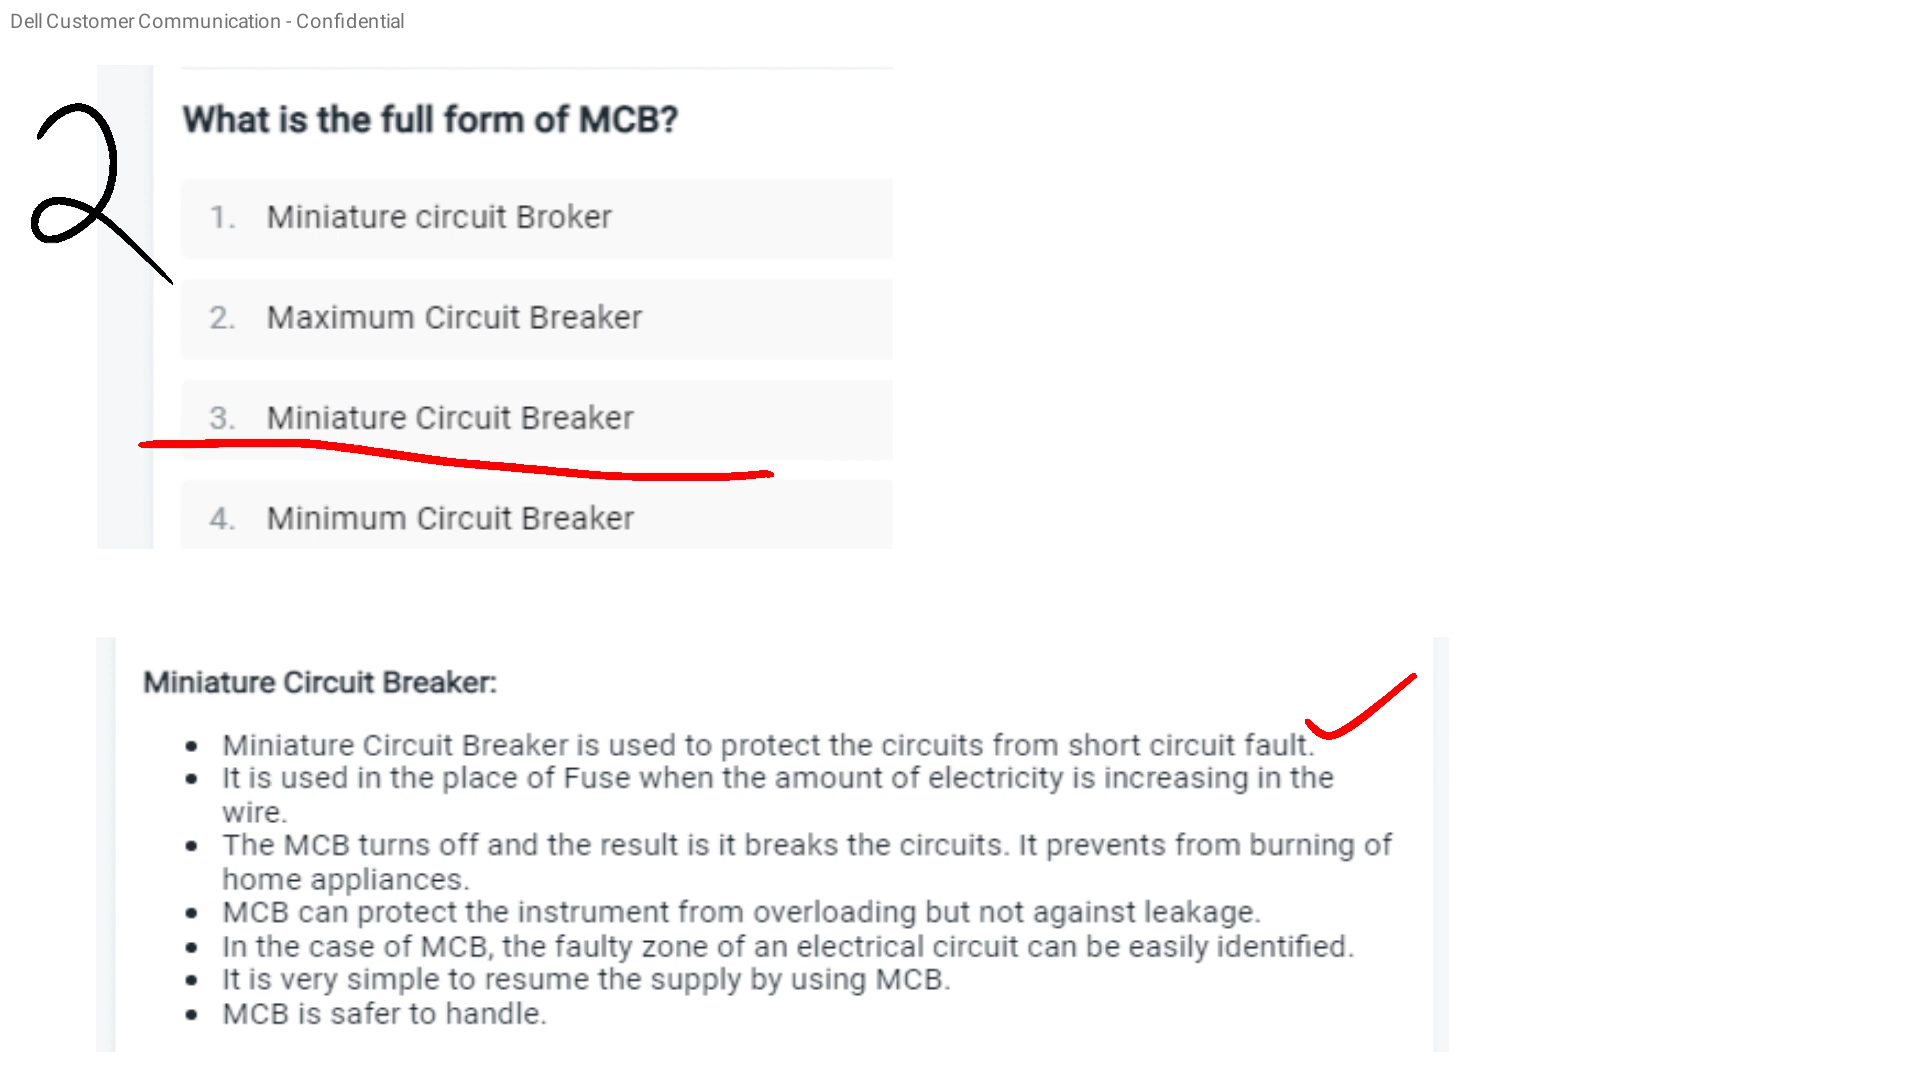 Dell Customer Communication - Confidential
2
What is the full form of MCB?
1. Miniature circuit Broker
2. Maximum Circuit Breaker
3. Miniature Circuit Breaker
4. Minimum Circuit Breaker
Miniature Circuit Breaker:
• Miniature Circuit Breaker is used to protect the circuits from short circuit fault.
• It is used in the place of Fuse when the amount of electricity is increasing in the
wire.
• The MCB turns off and the result is it breaks the circuits. It prevents from burning of
home appliances.
• MCB can protect the instrument from overloading but not against leakage.
• In the case of MCB, the faulty zone of an electrical circuit can be easily identified.
• It is very simple to resume the supply by using MCB.
• MCB is safer to handle.